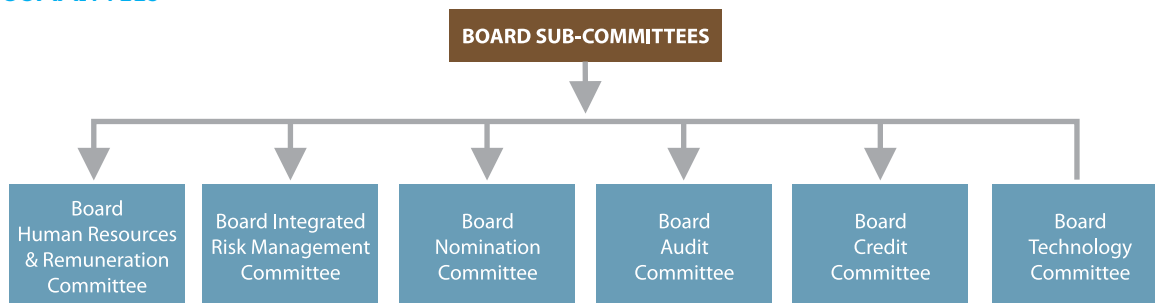 BOARD SUB-COMMITTEES
Board
Human Resources
& Remuneration
Committee
Board Integrated
Risk Management
Committee
Board
Nomination
Committee
Board
Audit
Committee
Board
Credit
Committee
Board
Technology
Committee